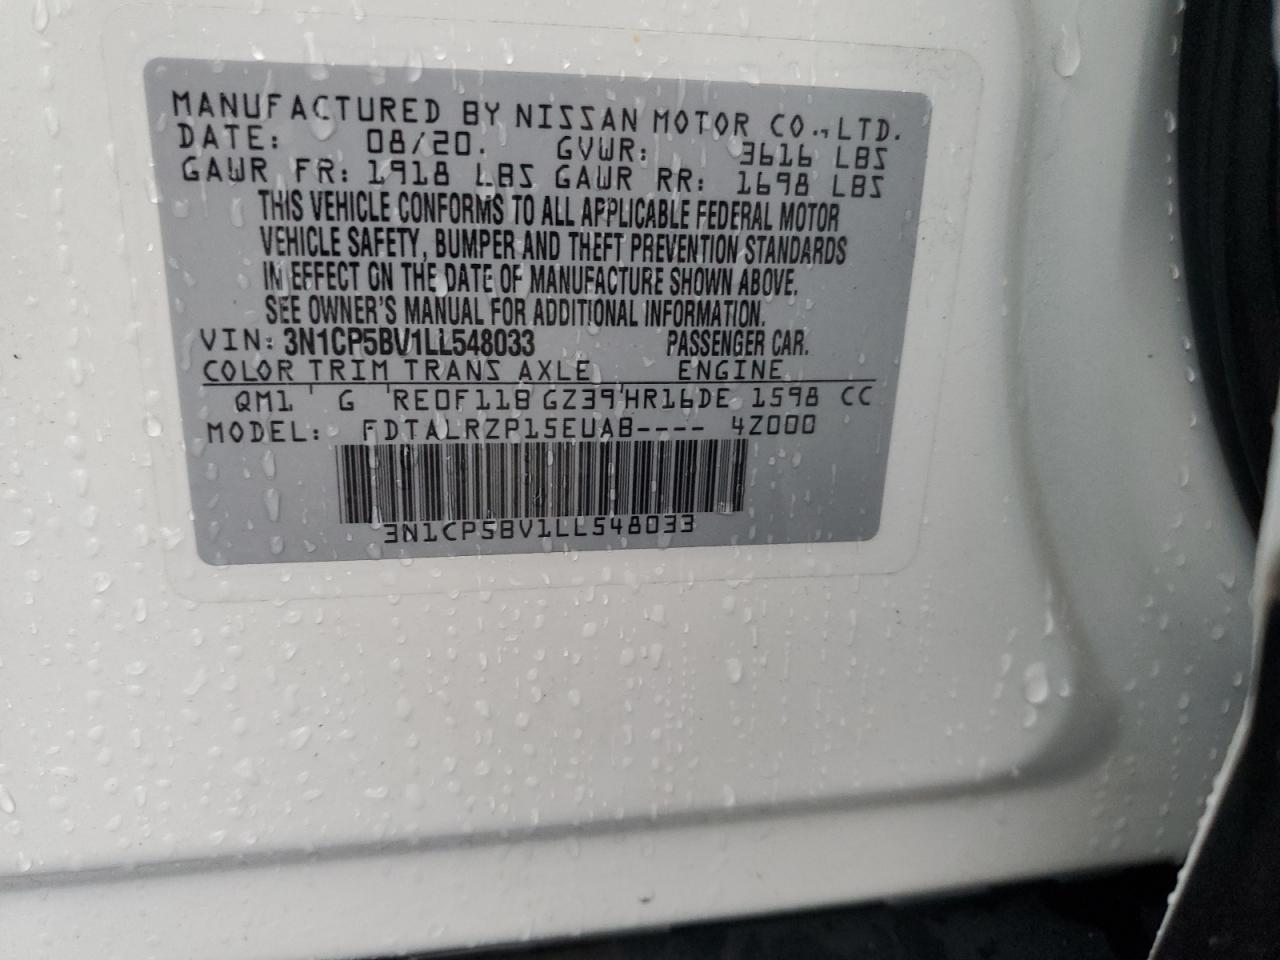 MANUFACTURED BY NISSAN MOTOR CO.,LTD.
DATE: 08/20. GVWR: 3616 LBS
GAWR FR: 1918 LBS GAWR RR: 1698 LBS
THIS VEHICLE CONFORMS TO ALL APPLICABLE FEDERAL MOTOR
VEHICLE SAFETY, BUMPER AND THEFT PREVENTION STANDARDS
IN EFFECT ON THE DATE OF MANUFACTURE SHOWN ABOVE.
SEE OWNER'S MANUAL FOR ADDITIONAL INFORMATION.
VIN: 3N1CP5BV1LL548033 PASSENGER CAR.
COLOR TRIM TRANS AXLE ENGINE
QM1 ' G 'RE0F11B GZ39'HR16DE 1598 CC
MODEL: FDTALRZP15EUAB---- 4Z000
3N1CP5BV1LL548033